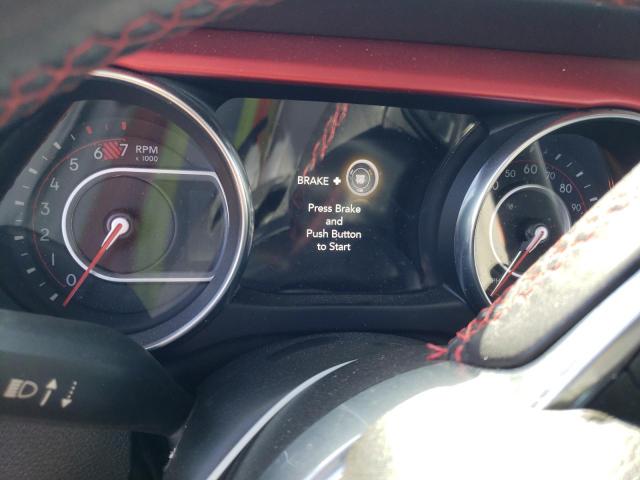 6 7 RPM
x 1000
5
4
3
2
1
0
BRAKE +
Press Brake
and
Push Button
to Start
60
70
80
90